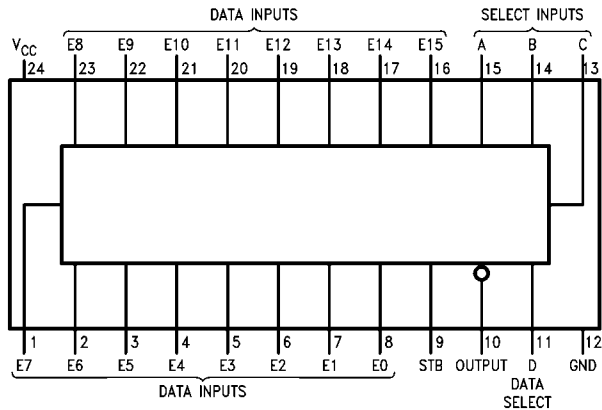 DATA INPUTS SELECT INPUTS
VCC E8 E9 E10 E11 E12 E13 E14 E15 A B C
24 23 22 21 20 19 18 17 16 15 14 13
1 2 3 4 5 6 7 8 9 10 11 12
E7 E6 E5 E4 E3 E2 E1 E0 STB OUTPUT D GND
DATA INPUTS DATA
SELECT